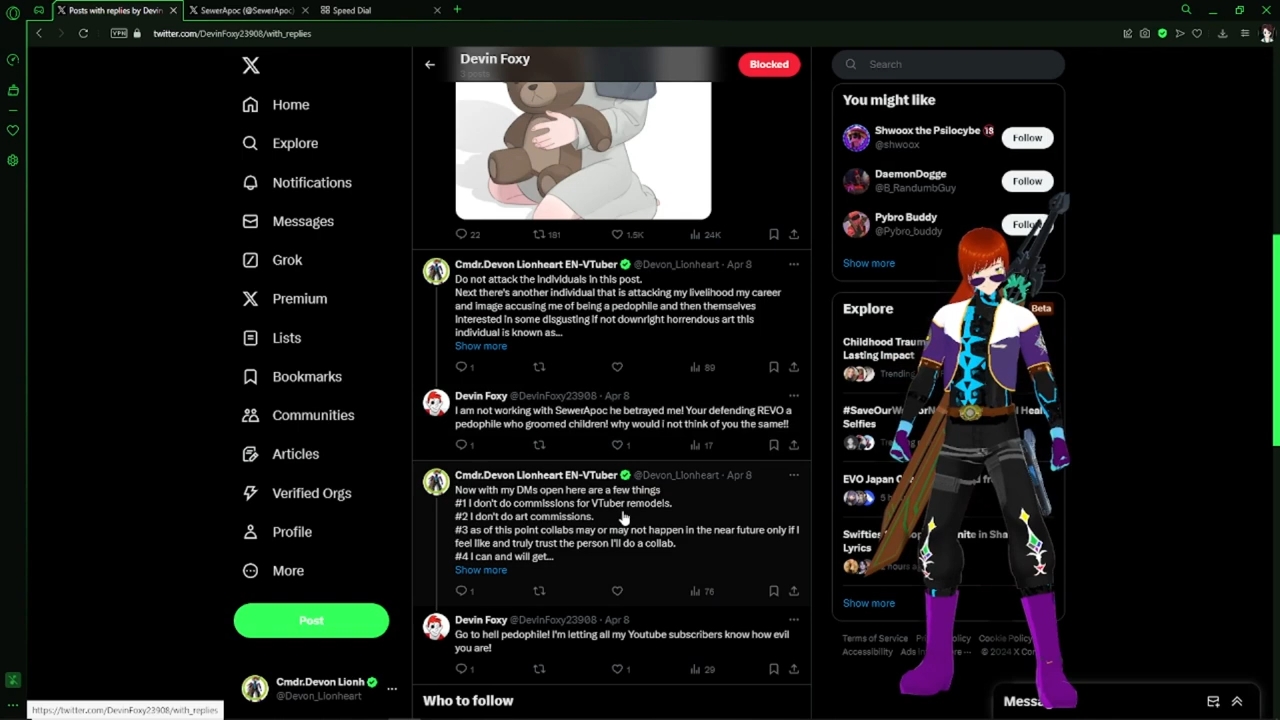 Posts with replies by Devin
SewerApoc (@SewerApoc)
Speed Dial
VPN
twitter.com/DevinFoxy23908/with_replies
Home
Explore
Notifications
Messages
Grok
Premium
Lists
Bookmarks
Communities
Articles
Verified Orgs
Profile
More
Post
Cmdr.Devon Lionh
@Devon_Lionheart
https://twitter.com/DevinFoxy23908/with_replies
Devin Foxy
3 posts
Blocked
22 181 1.5K 24K
Cmdr.Devon Lionheart EN-VTuber @Devon_Lionheart · Apr 8
Do not attack the individuals in this post.
Next there's another individual that is attacking my livelihood my career
and image accusing me of being a pedophile and then themselves
interested in some disgusting if not downright horrendous art this
individual is known as...
Show more
1 89
Devin Foxy @DevinFoxy23908 · Apr 8
I am not working with SewerApoc he betrayed me! Your defending REVO a
pedophile who groomed children! why would i not think of you the same!!
1 1 17
Cmdr.Devon Lionheart EN-VTuber @Devon_Lionheart · Apr 8
Now with my DMs open here are a few things
#1 I don't do commissions for VTuber remodels.
#2 I don't do art commissions.
#3 as of this point collabs may or may not happen in the near future only if I
feel like and truly trust the person I'll do a collab.
#4 I can and will get...
Show more
1 76
Devin Foxy @DevinFoxy23908 · Apr 8
Go to hell pedophile! I'm letting all my Youtube subscribers know how evil
you are!
1 1 29
Who to follow
Search
You might like
Shwoox the Psilocybe
@shwoox
Follow
DaemonDogge
@B_RandumbGuy
Follow
Pybro Buddy
@Pybro_buddy
Show more
Explore
Beta
Childhood
Lasting Impact
Trending
Selfies
EVO Japan
Lyrics
Show more
Terms of Service
Cookie Policy
Accessibility
© 2024 X